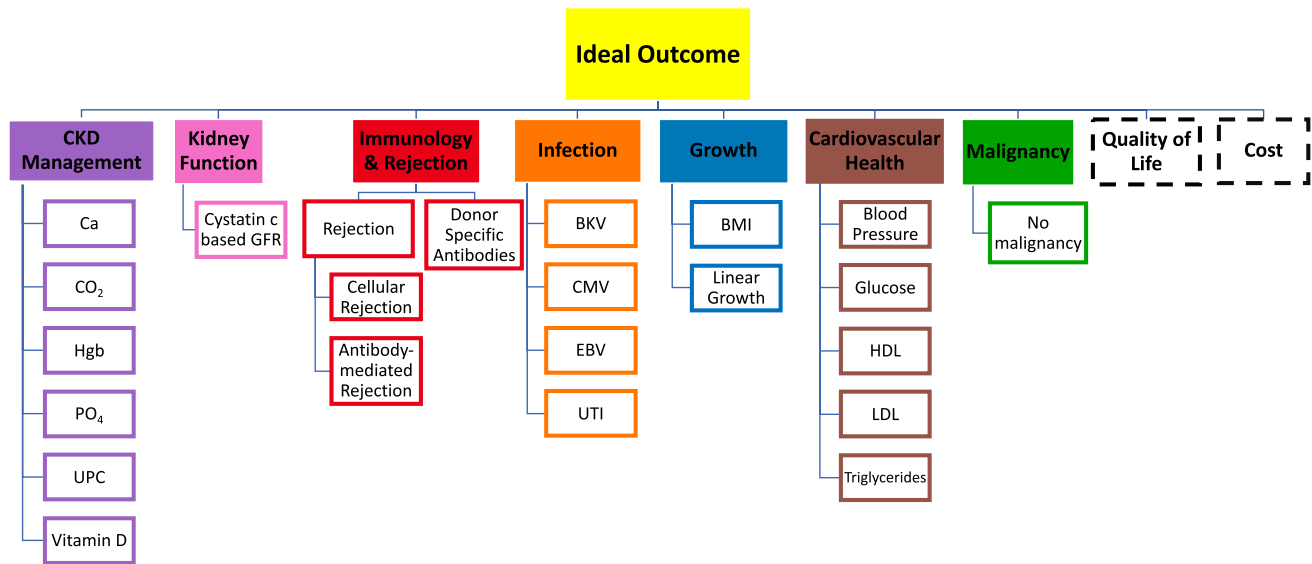 Ideal Outcome
CKD
Management
Ca
CO₂
Hgb
PO₄
UPC
Vitamin D
Kidney
Function
Cystatin c
based GFR
Immunology
& Rejection
Rejection
Cellular
Rejection
Antibody-
mediated
Rejection
Donor
Specific
Antibodies
Infection
BKV
CMV
EBV
UTI
Growth
BMI
Linear
Growth
Cardiovascular
Health
Blood
Pressure
Glucose
HDL
LDL
Triglycerides
Malignancy
No
malignancy
Quality of
Life
Cost